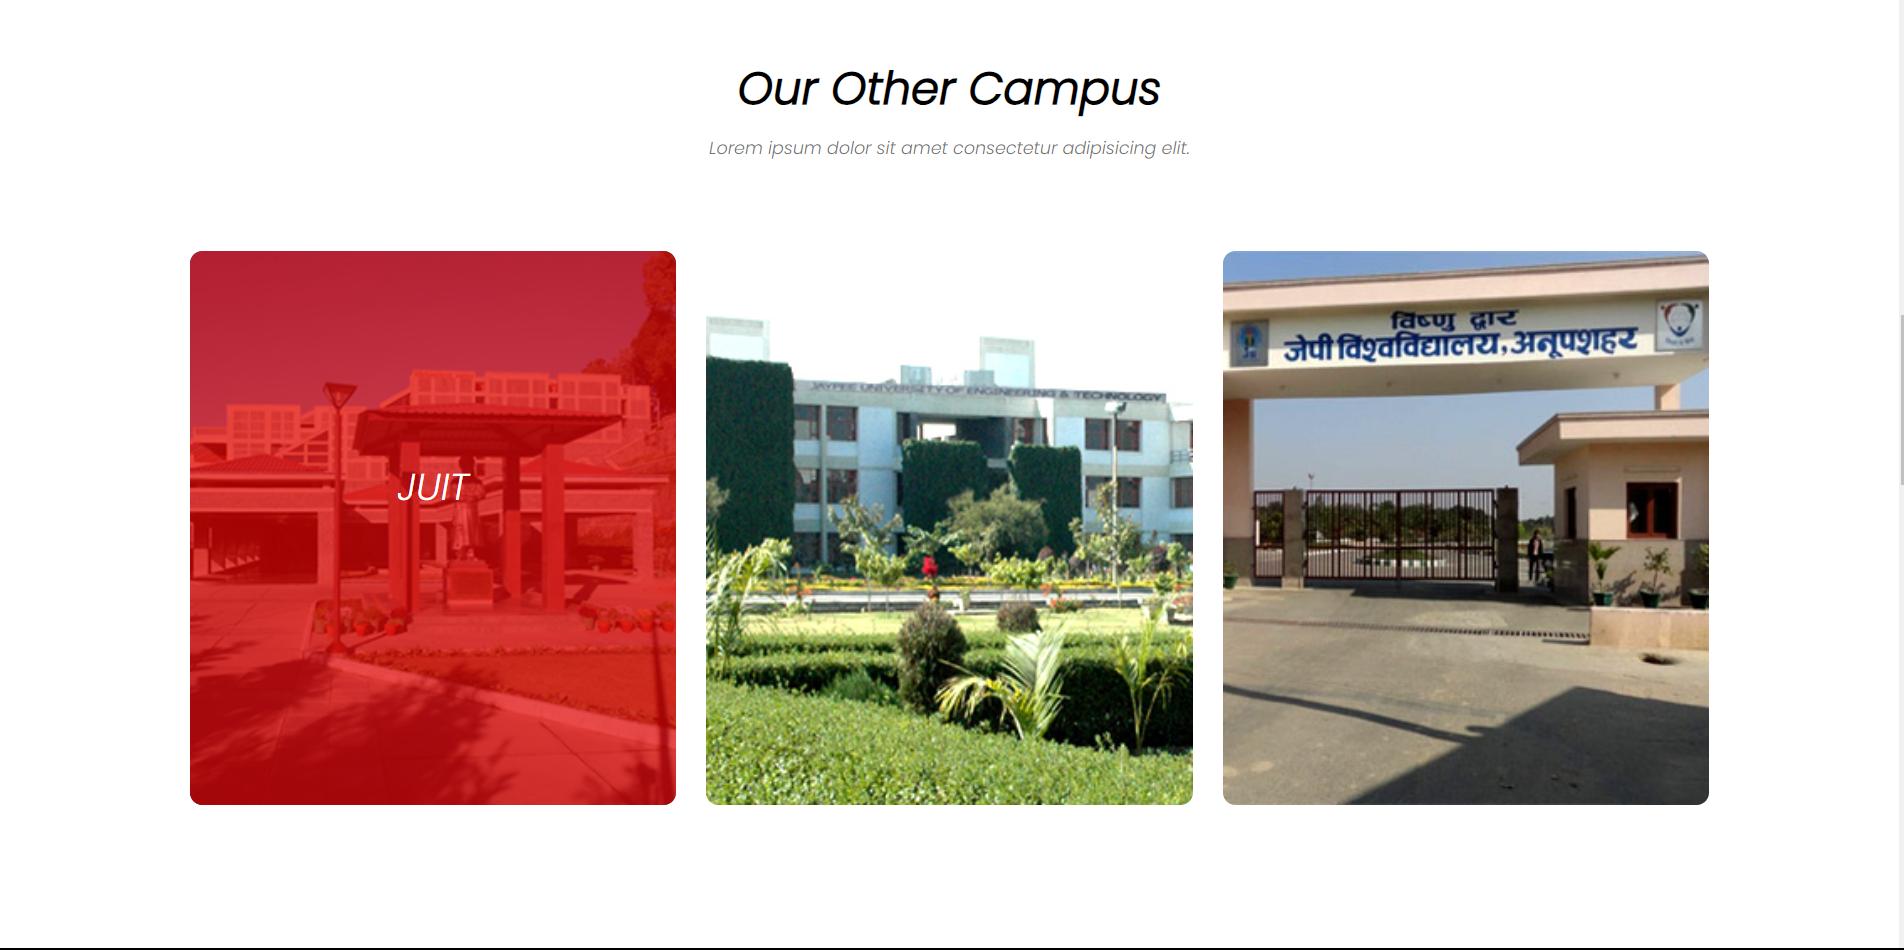 Our Other Campus
Lorem ipsum dolor sit amet consectetur adipisicing elit.
JUIT
JAYPEE UNIVERSITY OF ENGINEERING & TECHNOLOGY
विष्णु द्वार
जेपी विश्वविद्यालय, अनूपशहर